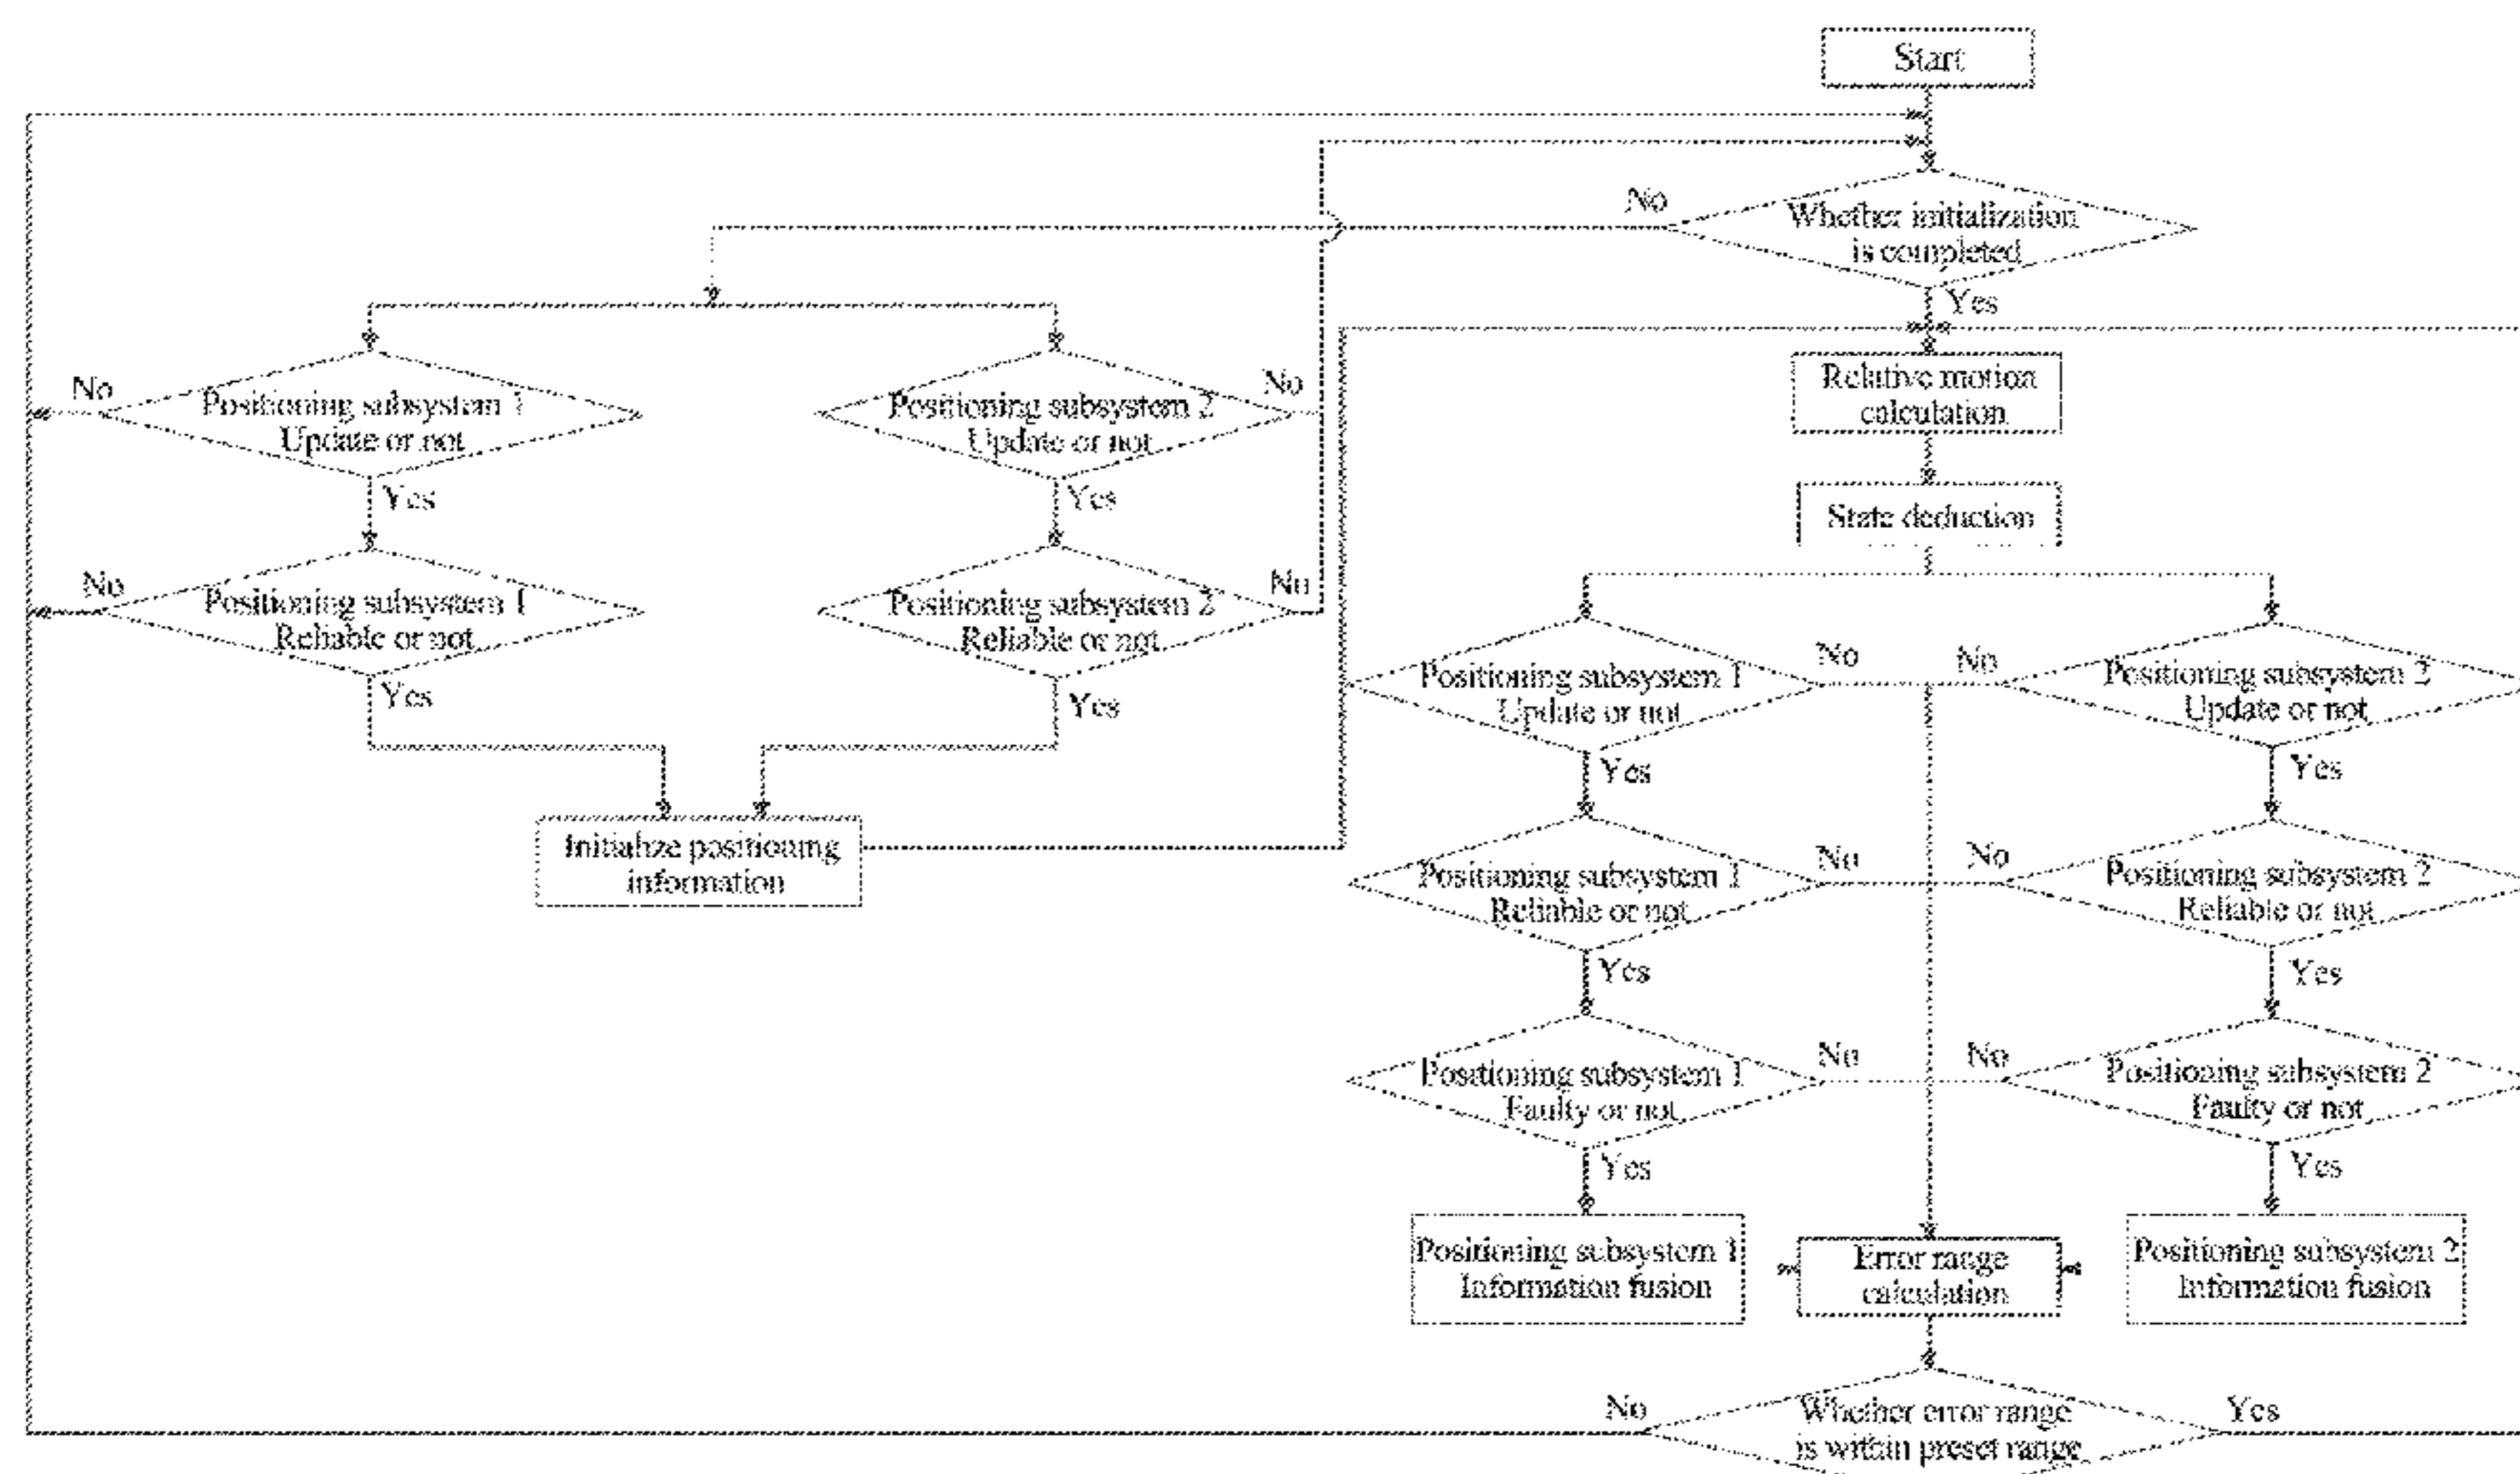 Start
No
Whether initialization
is completed
Yes
No
Positioning subsystem 1
Update or not
Positioning subsystem 2
Update or not
No
Yes
Yes
No
Positioning subsystem 1
Reliable or not
Positioning subsystem 2
Reliable or not
No
Yes
Yes
Initialize positioning
information
Relative motion
calculation
State deduction
Positioning subsystem 1
Update or not
No
No
Positioning subsystem 2
Update or not
Yes
Yes
Positioning subsystem 1
Reliable or not
No
No
Positioning subsystem 2
Reliable or not
Yes
Yes
Positioning subsystem 1
Faulty or not
No
No
Positioning subsystem 2
Faulty or not
Yes
Yes
Positioning subsystem 1
Information fusion
Error range
calculation
Positioning subsystem 2
Information fusion
No
Whether error range
is within preset range
Yes